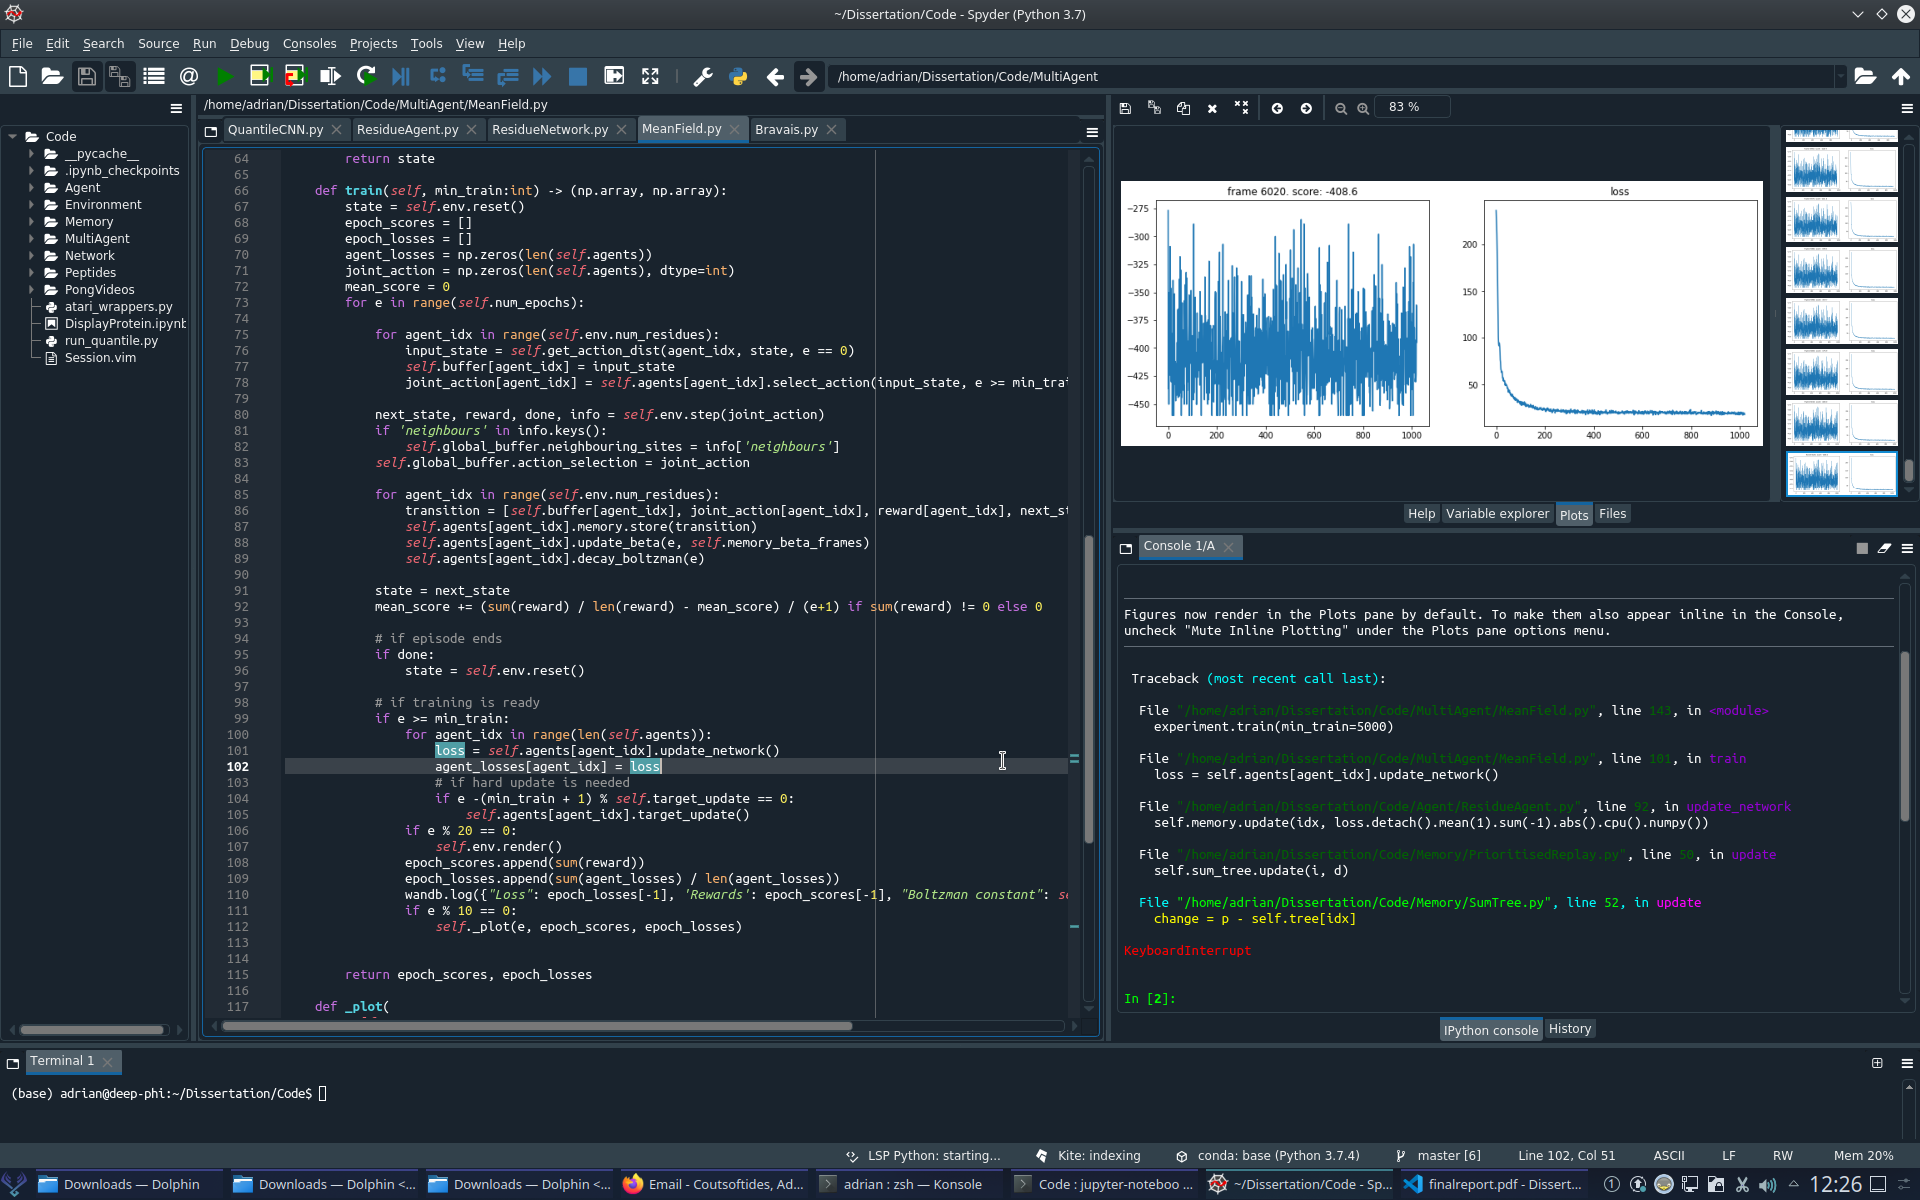 ~/Dissertation/Code - Spyder (Python 3.7)
File Edit Search Source Run Debug Consoles Projects Tools View Help
/home/adrian/Dissertation/Code/MultiAgent
Code
__pycache__
.ipynb_checkpoints
Agent
Environment
Memory
MultiAgent
Network
Peptides
PongVideos
atari_wrappers.py
DisplayProtein.ipynb
run_quantile.py
Session.vim
/home/adrian/Dissertation/Code/MultiAgent/MeanField.py
QuantileCNN.py ResidueAgent.py ResidueNetwork.py MeanField.py Bravais.py
64 return state
65
66 def train(self, min_train:int) -> (np.array, np.array):
67 state = self.env.reset()
68 epoch_scores = []
69 epoch_losses = []
70 agent_losses = np.zeros(len(self.agents))
71 joint_action = np.zeros(len(self.agents), dtype=int)
72 mean_score = 0
73 for e in range(self.num_epochs):
74
75 for agent_idx in range(self.env.num_residues):
76 input_state = self.get_action_dist(agent_idx, state, e == 0)
77 self.buffer[agent_idx] = input_state
78 joint_action[agent_idx] = self.agents[agent_idx].select_action(input_state, e >= min_trai
79
80 next_state, reward, done, info = self.env.step(joint_action)
81 if 'neighbours' in info.keys():
82 self.global_buffer.neighbouring_sites = info['neighbours']
83 self.global_buffer.action_selection = joint_action
84
85 for agent_idx in range(self.env.num_residues):
86 transition = [self.buffer[agent_idx], joint_action[agent_idx], reward[agent_idx], next_st
87 self.agents[agent_idx].memory.store(transition)
88 self.agents[agent_idx].update_beta(e, self.memory_beta_frames)
89 self.agents[agent_idx].decay_boltzman(e)
90
91 state = next_state
92 mean_score += (sum(reward) / len(reward) - mean_score) / (e+1) if sum(reward) != 0 else 0
93
94 # if episode ends
95 if done:
96 state = self.env.reset()
97
98 # if training is ready
99 if e >= min_train:
100 for agent_idx in range(len(self.agents)):
101 loss = self.agents[agent_idx].update_network()
102 agent_losses[agent_idx] = loss
103 # if hard update is needed
104 if e -(min_train + 1) % self.target_update == 0:
105 self.agents[agent_idx].target_update()
106 if e % 20 == 0:
107 self.env.render()
108 epoch_scores.append(sum(reward))
109 epoch_losses.append(sum(agent_losses) / len(agent_losses))
110 wandb.log({"Loss": epoch_losses[-1], 'Rewards': epoch_scores[-1], "Boltzman constant": se
111 if e % 10 == 0:
112 self._plot(e, epoch_scores, epoch_losses)
113
114
115 return epoch_scores, epoch_losses
116
117 def _plot(
83 %
frame 6020. score: -408.6
−275
−300
−325
−350
−375
−400
−425
−450
0 200 400 600 800 1000
loss
200
150
100
50
0 200 400 600 800 1000
Help Variable explorer Plots Files
Console 1/A
Figures now render in the Plots pane by default. To make them also appear inline in the Console,
uncheck "Mute Inline Plotting" under the Plots pane options menu.
Traceback (most recent call last):
File "/home/adrian/Dissertation/Code/MultiAgent/MeanField.py", line 143, in <module>
experiment.train(min_train=5000)
File "/home/adrian/Dissertation/Code/MultiAgent/MeanField.py", line 101, in train
loss = self.agents[agent_idx].update_network()
File "/home/adrian/Dissertation/Code/Agent/ResidueAgent.py", line 92, in update_network
self.memory.update(idx, loss.detach().mean(1).sum(-1).abs().cpu().numpy())
File "/home/adrian/Dissertation/Code/Memory/PrioritisedReplay.py", line 50, in update
self.sum_tree.update(i, d)
File "/home/adrian/Dissertation/Code/Memory/SumTree.py", line 52, in update
change = p - self.tree[idx]
KeyboardInterrupt
In [2]:
IPython console History
Terminal 1
(base) adrian@deep-phi:~/Dissertation/Code$
LSP Python: starting... Kite: indexing conda: base (Python 3.7.4) master [6] Line 102, Col 51 ASCII LF RW Mem 20%
Downloads — Dolphin Downloads — Dolphin <... Downloads — Dolphin <... Email - Coutsoftides, Ad... adrian : zsh — Konsole Code : jupyter-noteboo ... ~/Dissertation/Code - Sp... finalreport.pdf - Dissert... 12:26